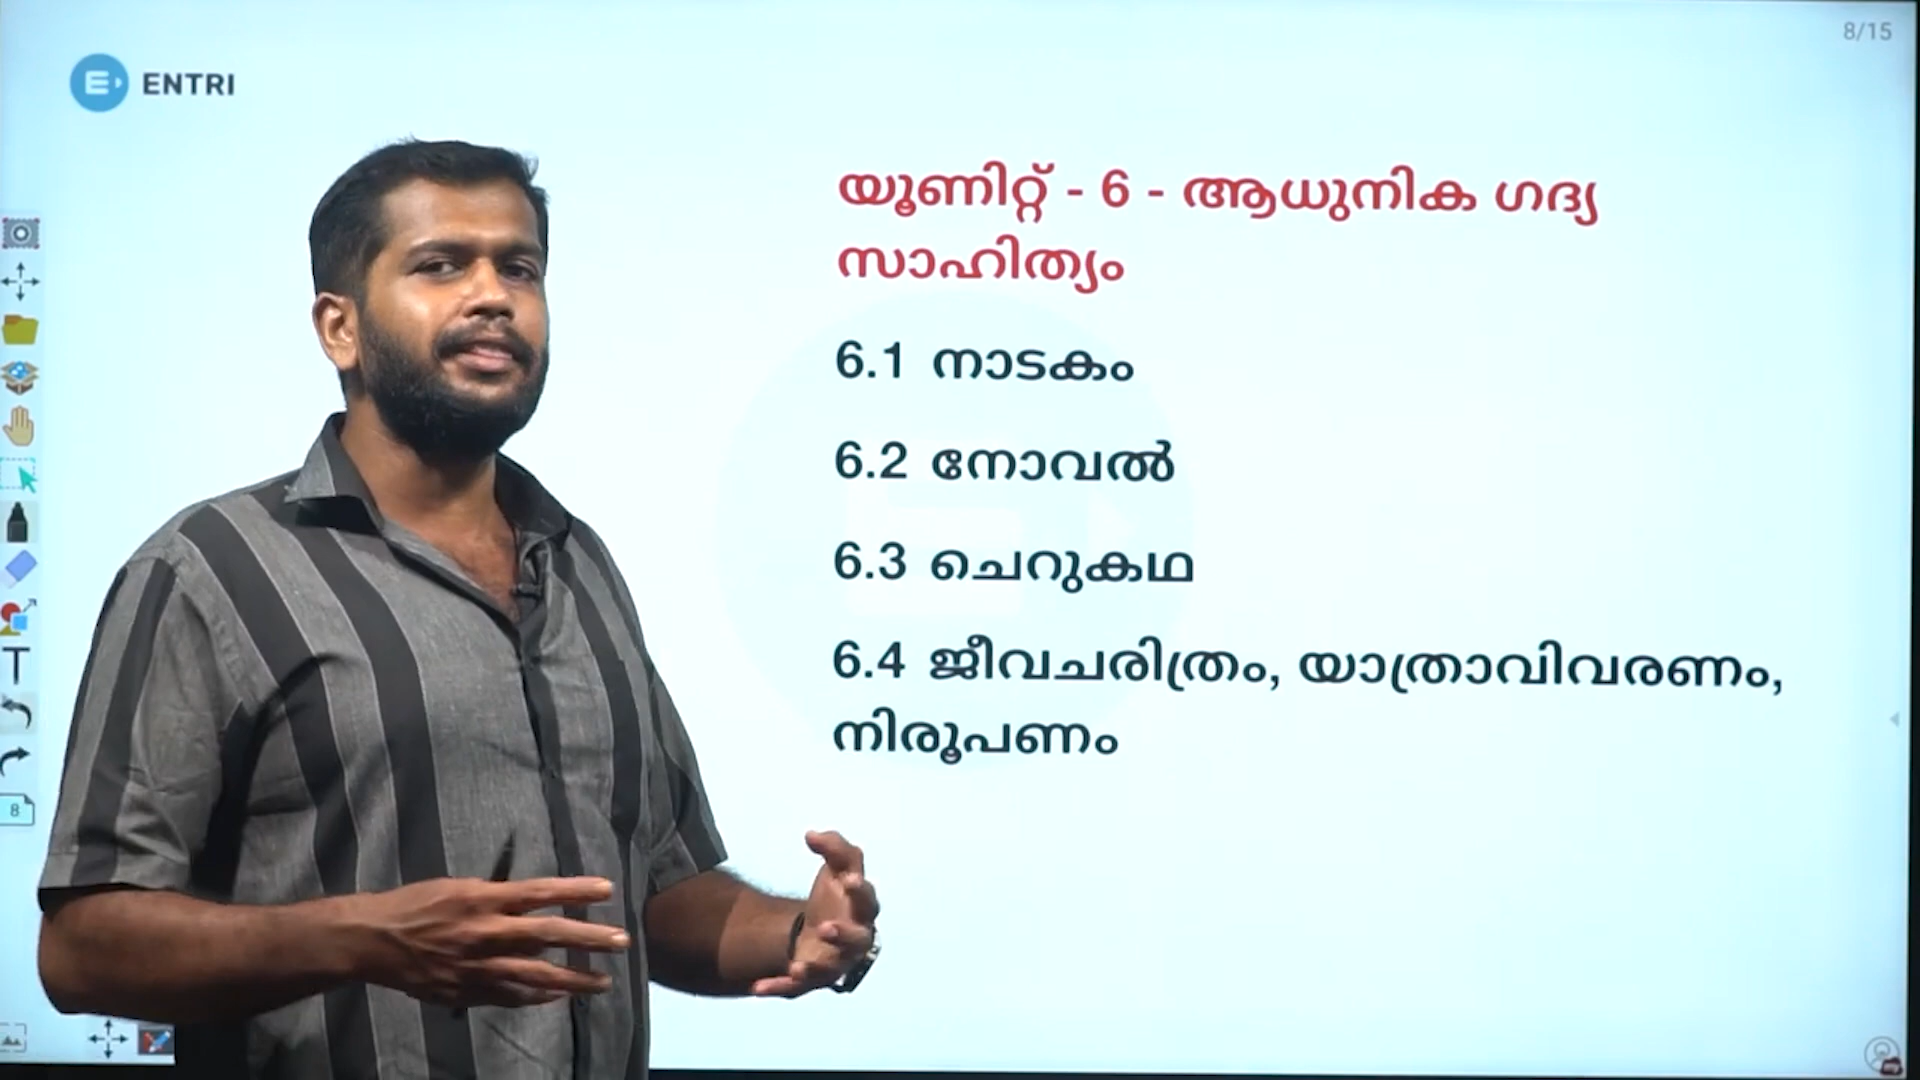 8/15
ENTRI
യൂണിറ്റ് - 6 - ആധുനിക ഗദ്യ
സാഹിത്യം
6.1 നാടകം
6.2 നോവൽ
6.3 ചെറുകഥ
6.4 ജീവചരിത്രം, യാത്രാവിവരണം,
നിരൂപണം
T
8